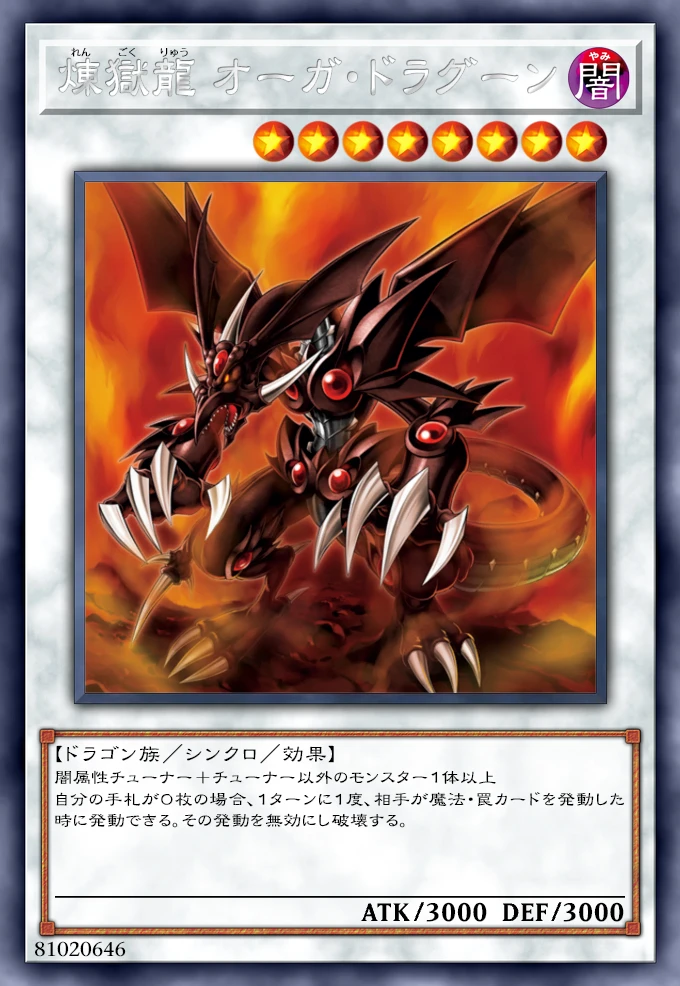 れん ごく りゅう
煉獄龍 オーガ・ドラグーン
やみ
闇
【ドラゴン族／シンクロ／効果】
闇属性チューナー＋チューナー以外のモンスター1体以上
自分の手札が０枚の場合、1ターンに1度、相手が魔法・罠カードを発動した
時に発動できる。その発動を無効にし破壊する。
ATK/3000 DEF/3000
81020646